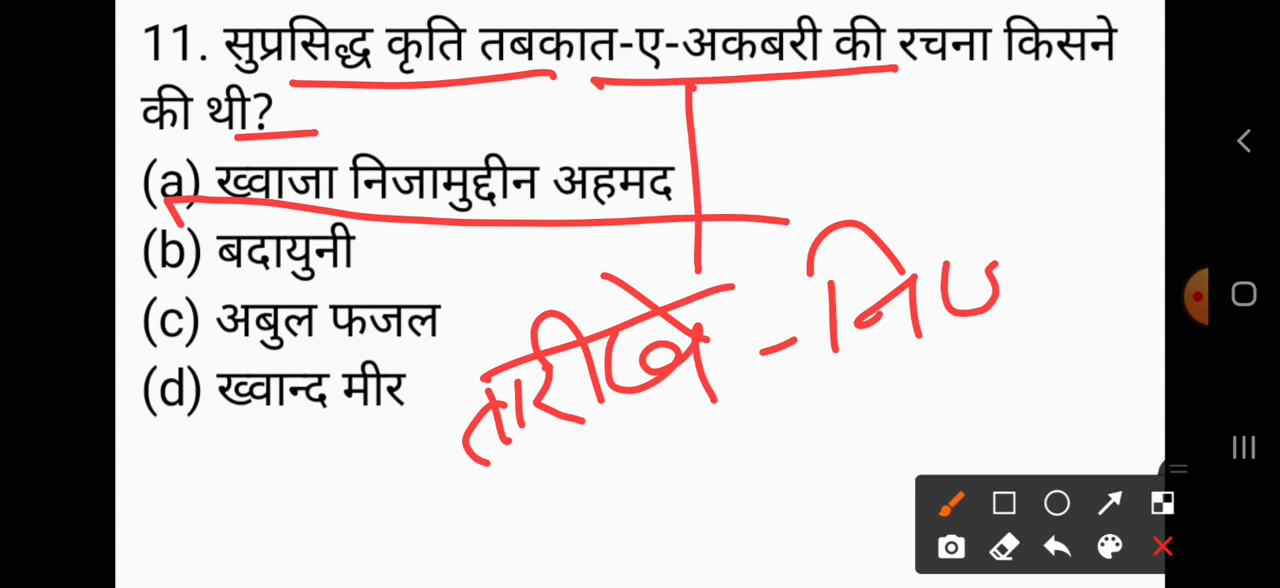 11. सुप्रसिद्ध कृति तबकात-ए-अकबरी की रचना किसने
की थी?
(a) ख्वाजा निजामुद्दीन अहमद
(b) बदायुनी
(c) अबुल फजल
(d) ख्वान्द मीर
तारीखे -